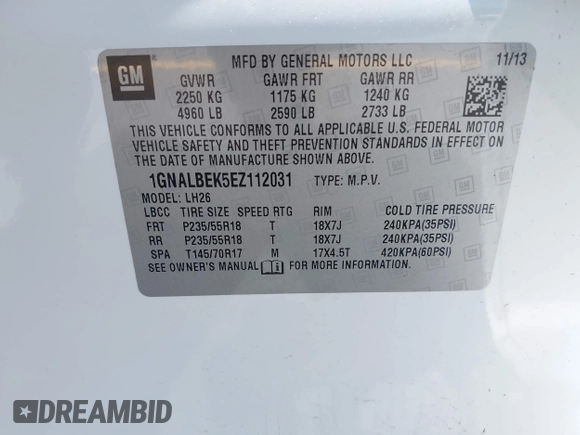 GM
MFD BY GENERAL MOTORS LLC 11/13
GVWR GAWR FRT GAWR RR
2250 KG 1175 KG 1240 KG
4960 LB 2590 LB 2733 LB
THIS VEHICLE CONFORMS TO ALL APPLICABLE U.S. FEDERAL MOTOR
VEHICLE SAFETY AND THEFT PREVENTION STANDARDS IN EFFECT ON
THE DATE OF MANUFACTURE SHOWN ABOVE.
1GNALBEK5EZ112031 TYPE: M.P.V.
MODEL: LH26
LBCC TIRE SIZE SPEED RTG RIM COLD TIRE PRESSURE
FRT P235/55R18 T 18X7J 240KPA(35PSI)
RR P235/55R18 T 18X7J 240KPA(35PSI)
SPA T145/70R17 M 17X4.5T 420KPA(60PSI)
SEE OWNER'S MANUAL FOR MORE INFORMATION
DREAMBID